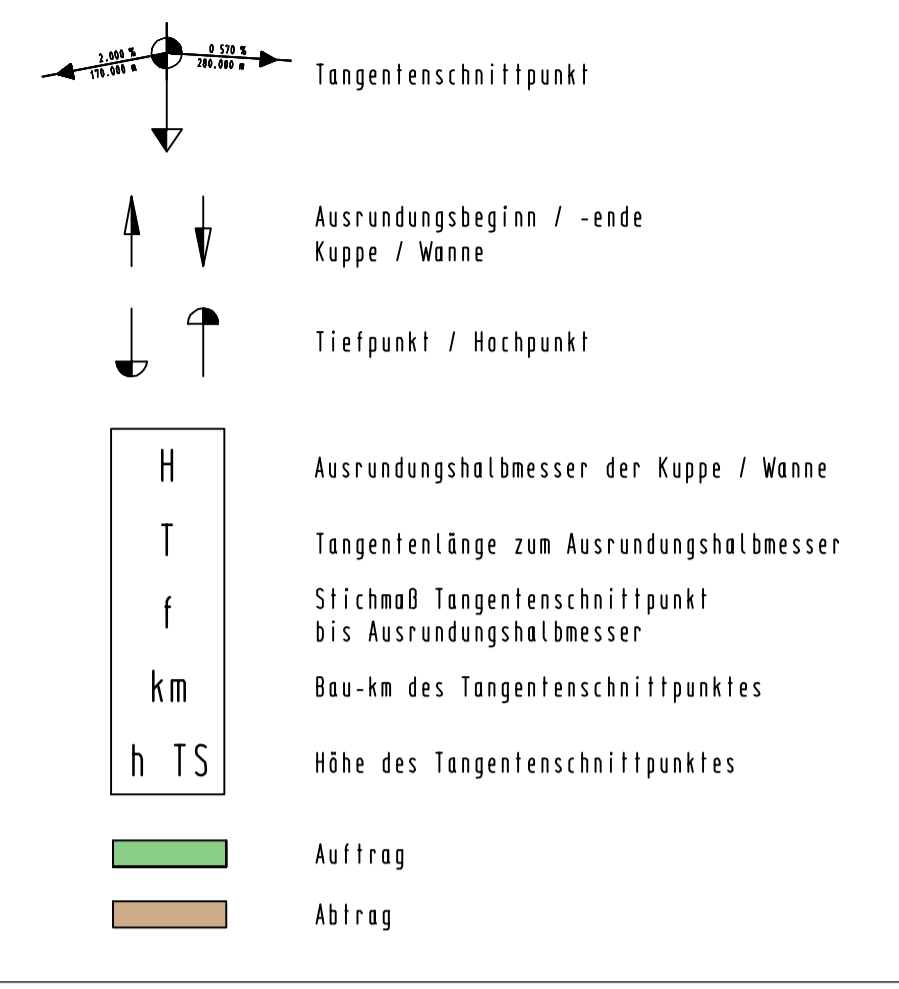 2.000 %
170.000 m
0 570 %
280.000 m
Tangentenschnittpunkt
Ausrundungsbeginn / -ende
Kuppe / Wanne
Tiefpunkt / Hochpunkt
H
Ausrundungshalbmesser der Kuppe / Wanne
T
Tangentenlänge zum Ausrundungshalbmesser
f
Stichmaß Tangentenschnittpunkt
bis Ausrundungshalbmesser
km
Bau-km des Tangentenschnittpunktes
h TS
Höhe des Tangentenschnittpunktes
Auftrag
Abtrag